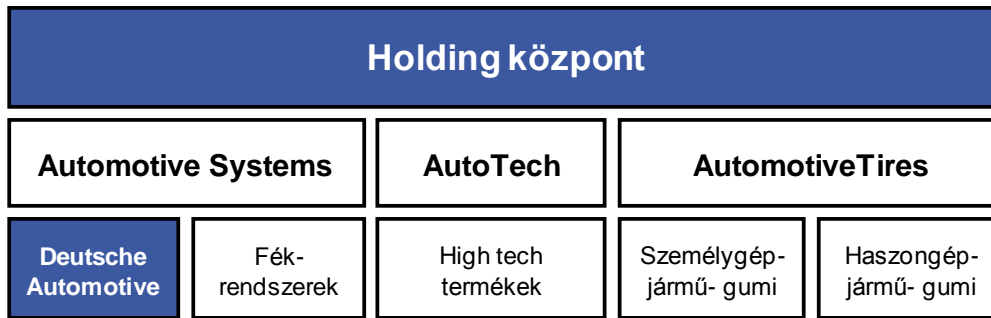 Holding központ
Automotive Systems
AutoTech
AutomotiveTires
Deutsche
Automotive
Fék-
rendszerek
High tech
termékek
Személygép-
jármű- gumi
Haszongép-
jármű- gumi